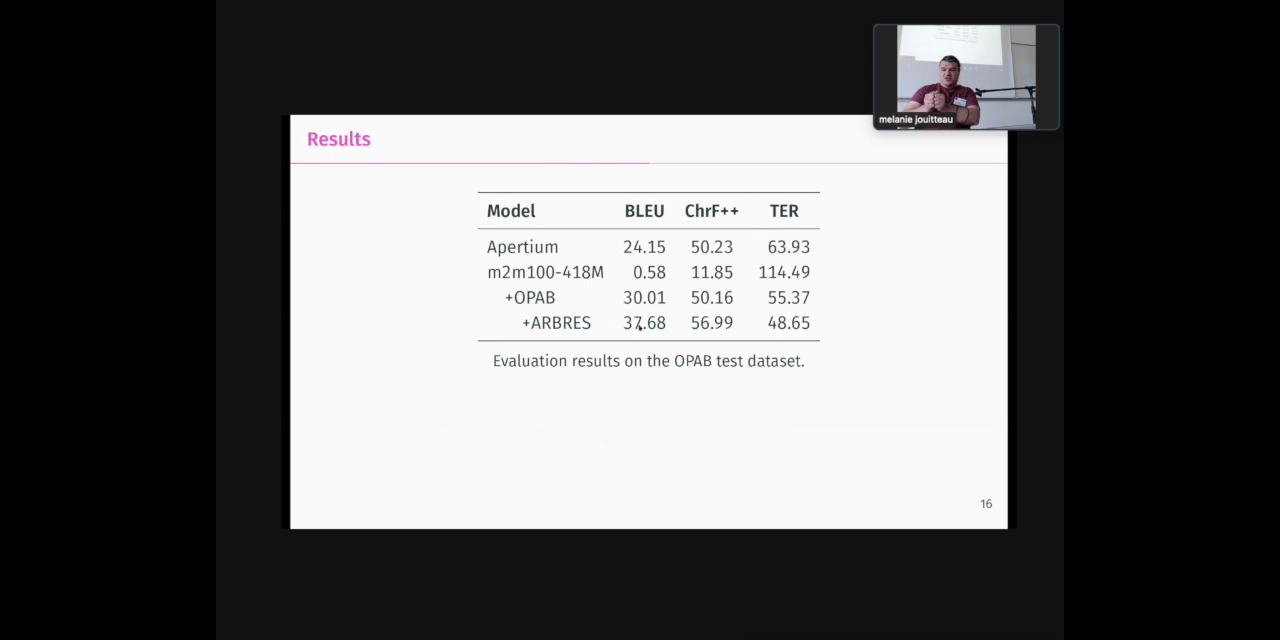 melanie jouitteau
Results
Model BLEU ChrF++ TER
Apertium 24.15 50.23 63.93
m2m100-418M 0.58 11.85 114.49
+OPAB 30.01 50.16 55.37
+ARBRES 37.68 56.99 48.65
Evaluation results on the OPAB test dataset.
16